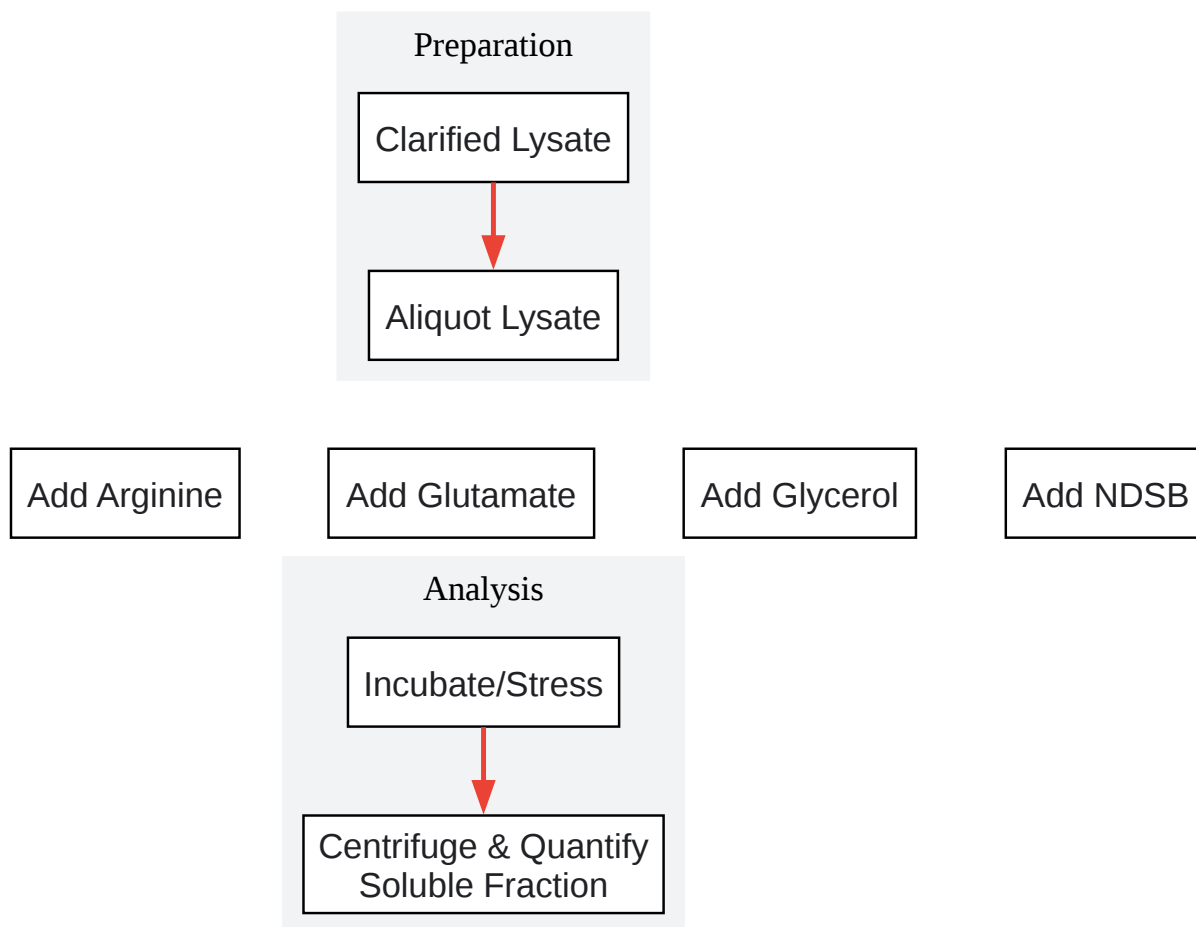 Preparation
Clarified Lysate
Aliquot Lysate
Add Arginine
Add Glutamate
Add Glycerol
Add NDSB
Analysis
Incubate/Stress
Centrifuge & Quantify
Soluble Fraction